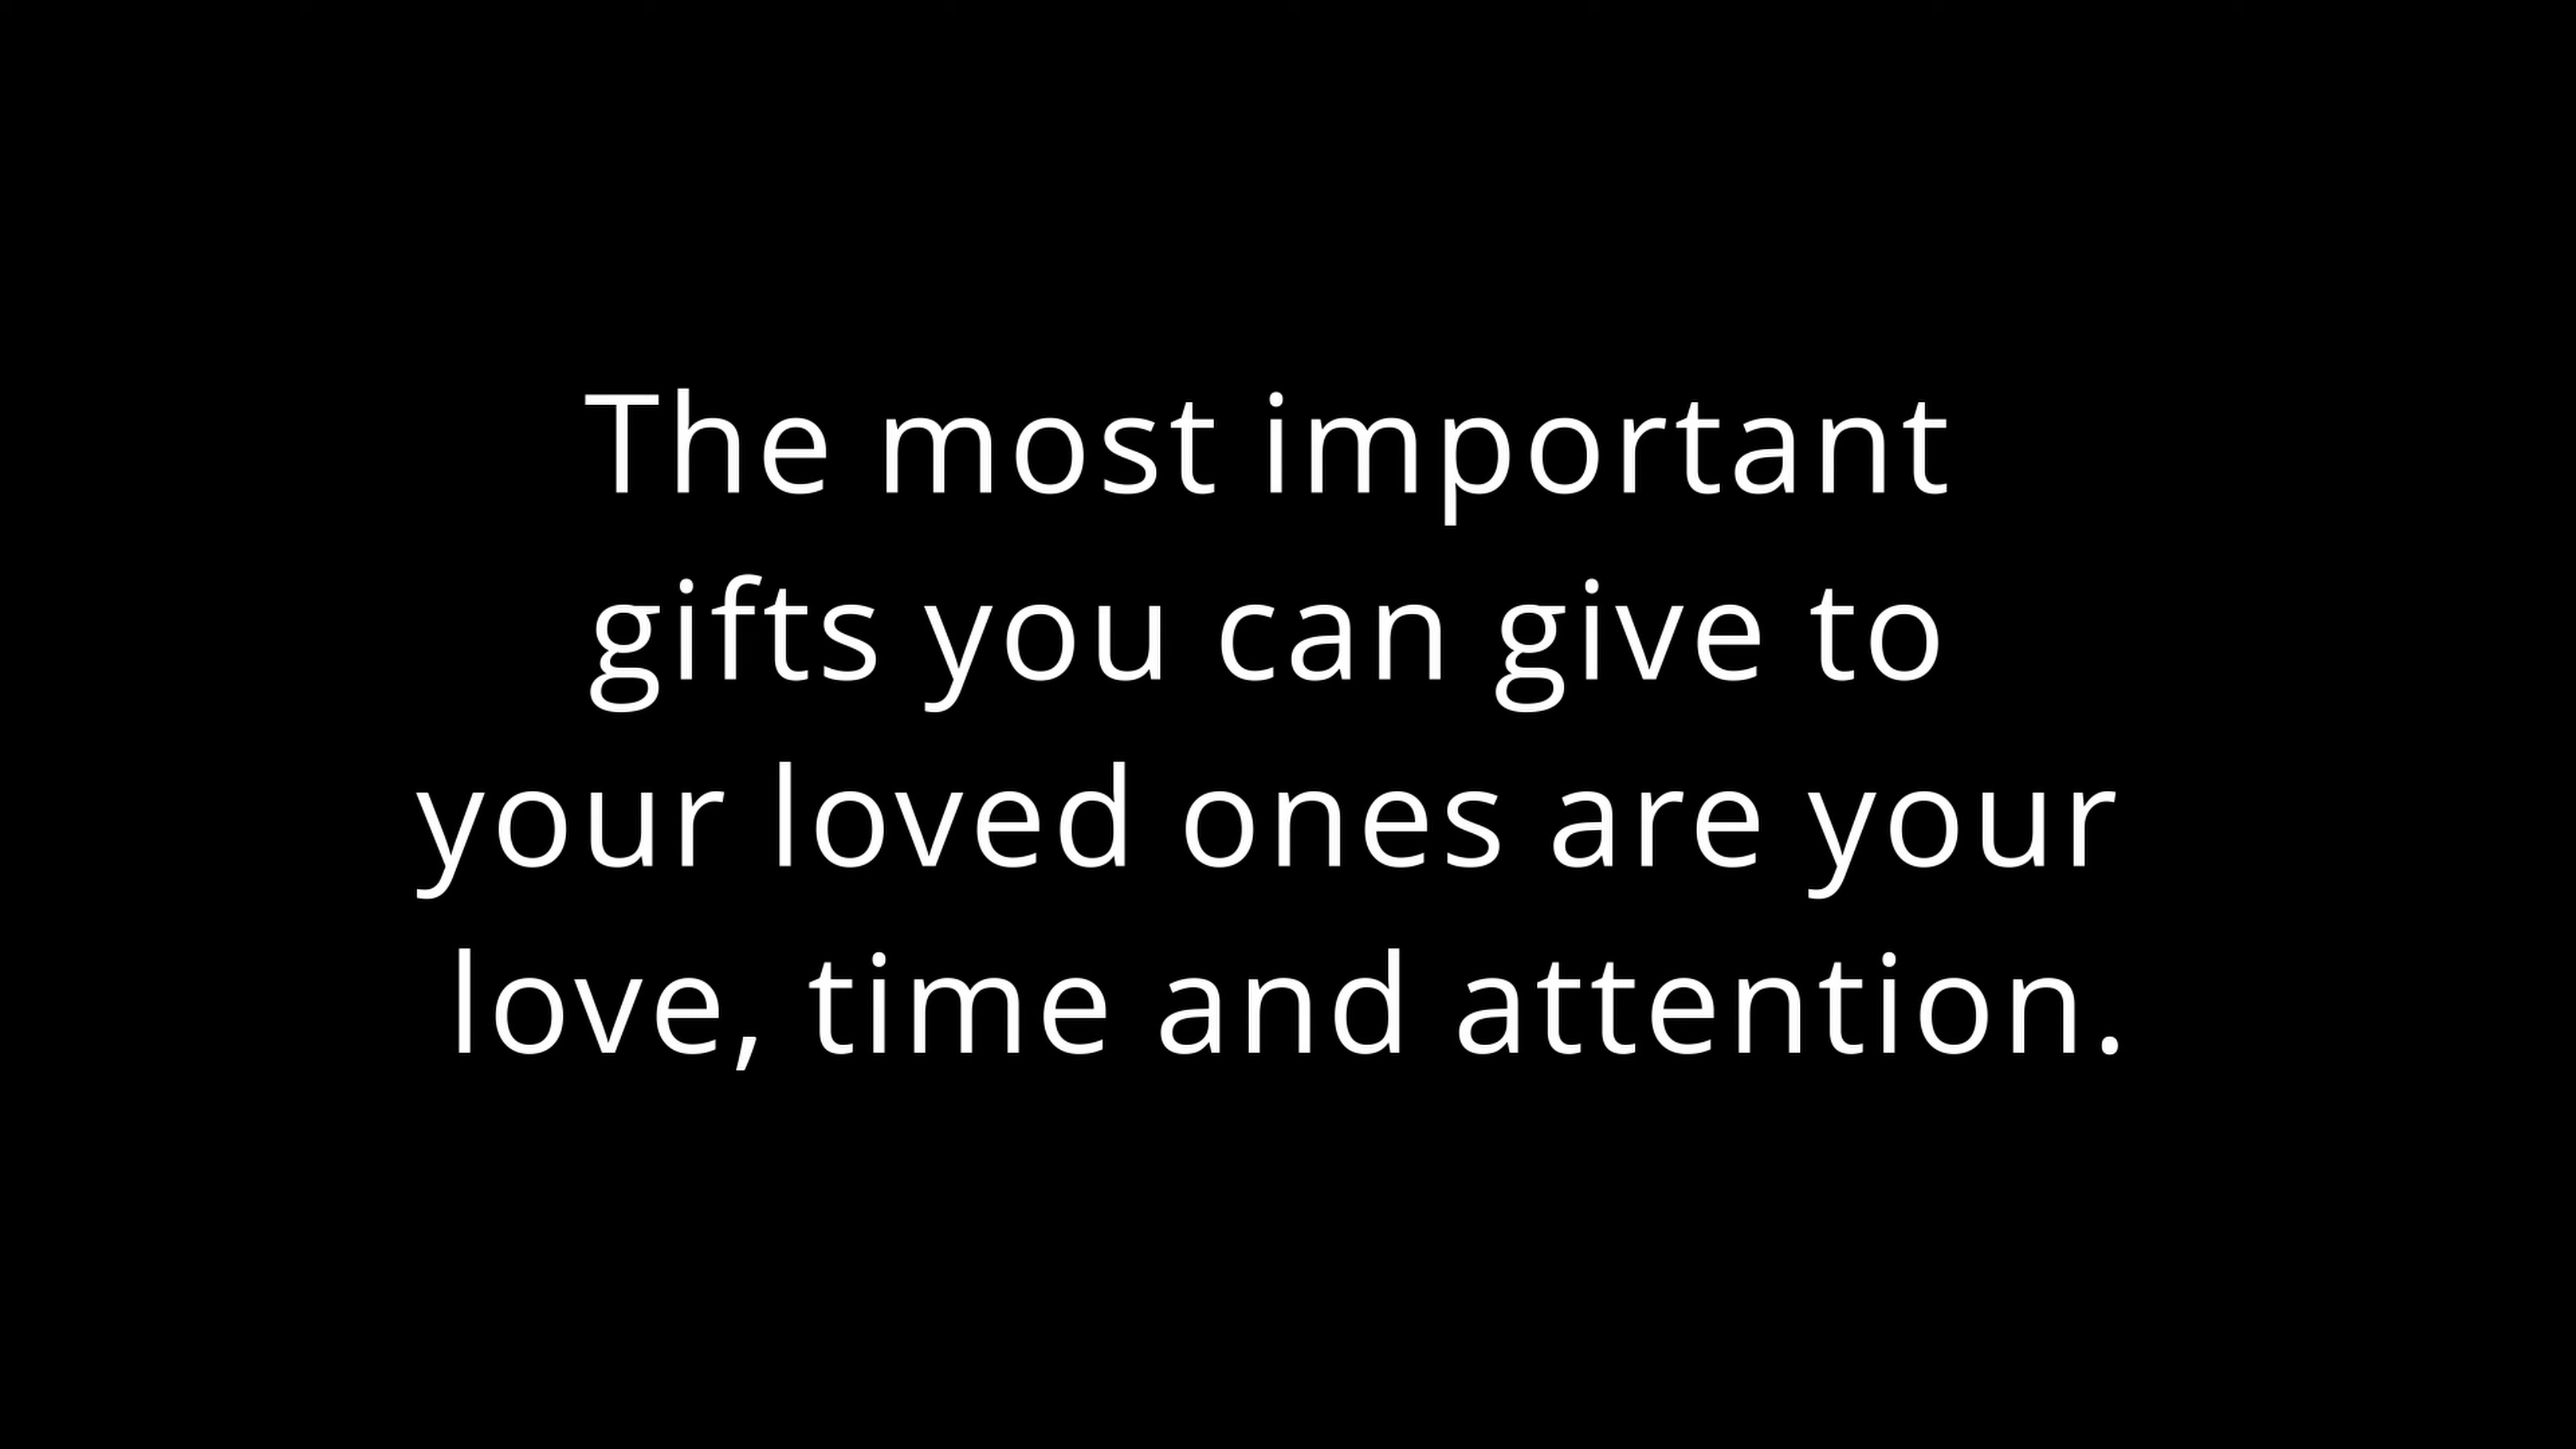 The most important
gifts you can give to
your loved ones are your
love, time and attention.